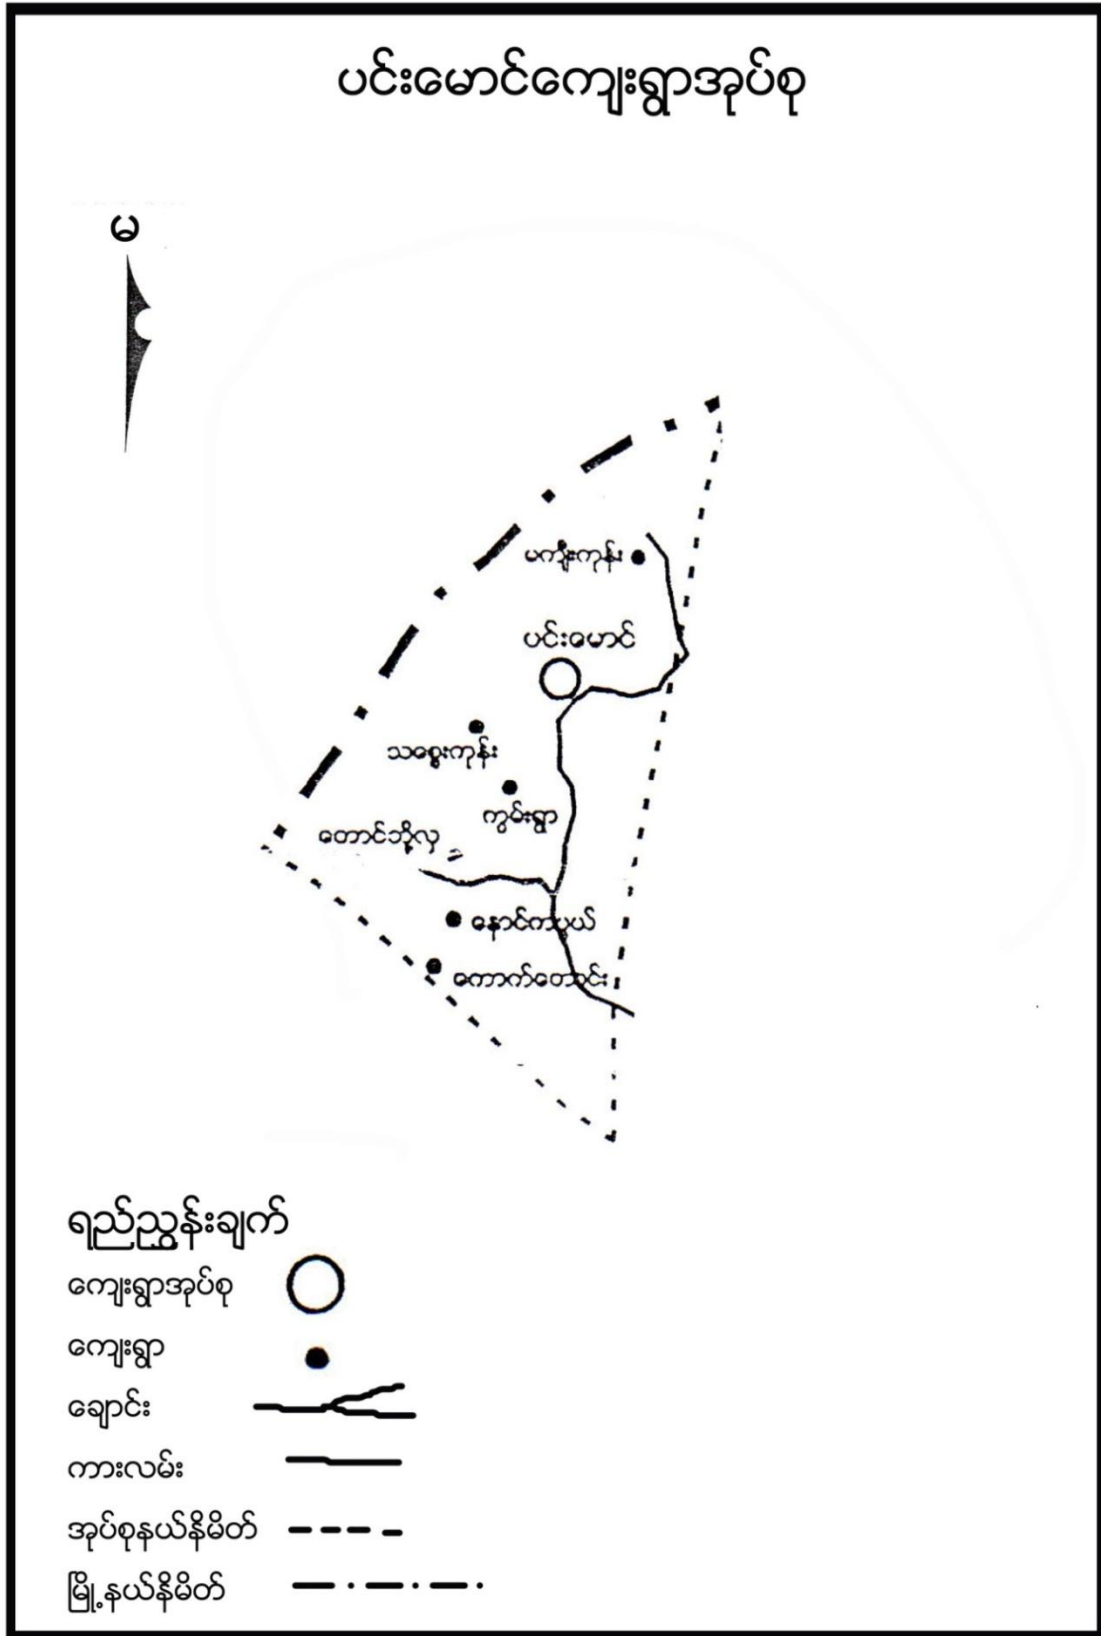 ပင်းမောင်ကျေးရွာအုပ်စု
မ
မကျီးကုန်း
ပင်းမောင်
သစ္စေးကုန်း
ကွမ်းရွာ
တောင်ဘို့လှ
နောင်ကပွယ်
ကောက်တောင်း
ရည်ညွှန်းချက်
ကျေးရွာအုပ်စု
ကျေးရွာ
ချောင်း
ကားလမ်း
အုပ်စုနယ်နိမိတ်
မြို့နယ်နိမိတ်